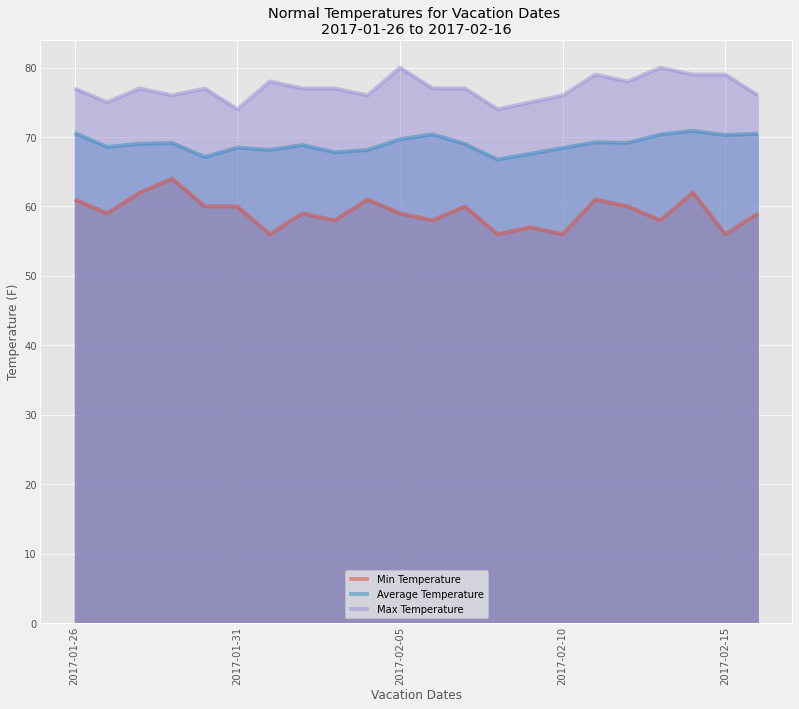 Normal Temperatures for Vacation Dates
2017-01-26 to 2017-02-16
Temperature (F)
80
70
60
50
40
30
20
10
0
Min Temperature
Average Temperature
Max Temperature
2017-01-26
2017-01-31
2017-02-05
2017-02-10
2017-02-15
Vacation Dates